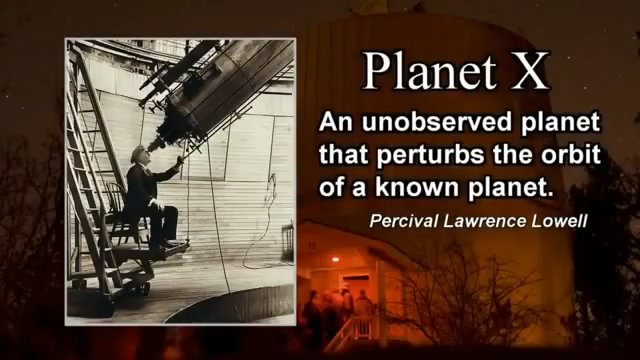 Planet X
An unobserved planet
that perturbs the orbit
of a known planet.
Percival Lawrence Lowell